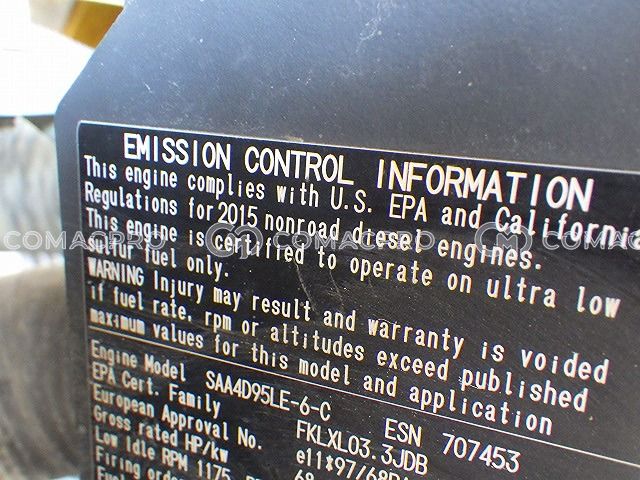 EMISSION CONTROL INFORMATION
This engine complies with U.S. EPA and California
Regulations for 2015 nonroad diesel engines.
This engine is certified to operate on ultra low
sulfur fuel only.
WARNING Injury may result and warranty is voided
if fuel rate, rpm or altitudes exceed published
maximum values for this model and application
Engine Model SAA4D95LE-6-C ESN 707453
EPA Cert. Family FKLXL03.3JDB
European Approval No. e11*97/68
Gross rated HP/kw 68
Low Idle RPM 1175
Firing order
COMACPRO COMACPRO COMACPRO